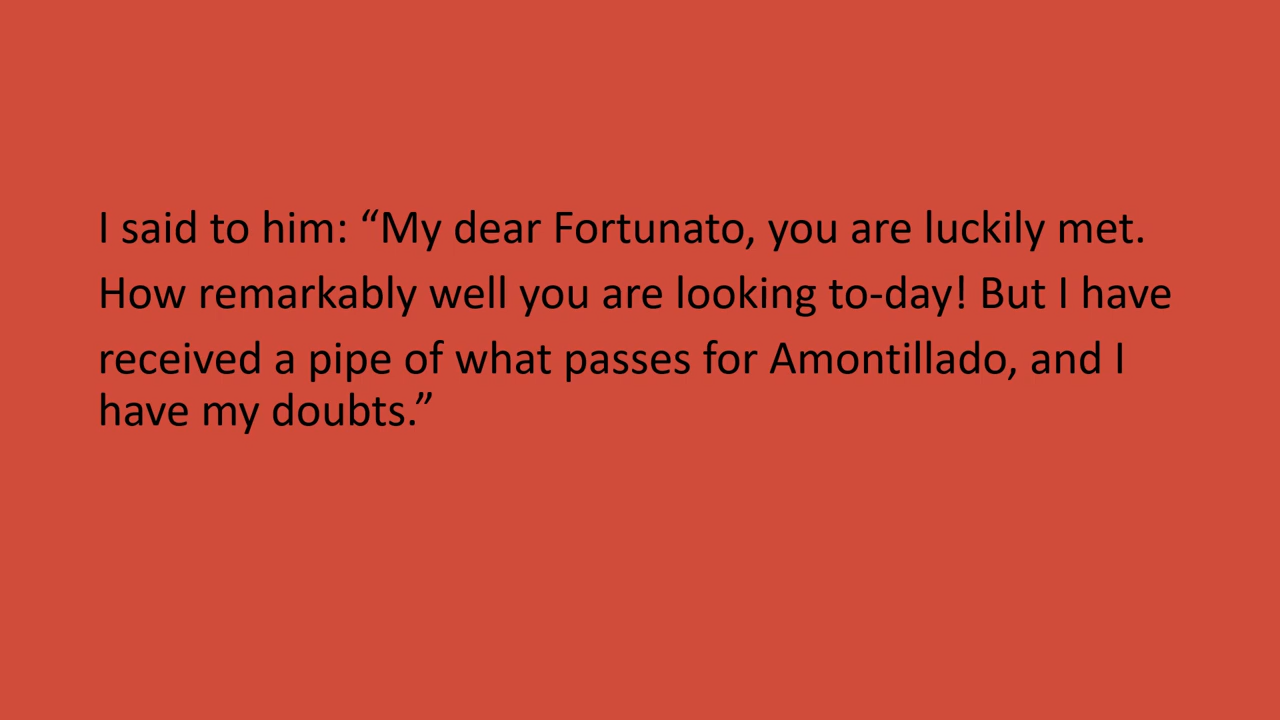 I said to him: “My dear Fortunato, you are luckily met.
How remarkably well you are looking to-day! But I have
received a pipe of what passes for Amontillado, and I
have my doubts.”